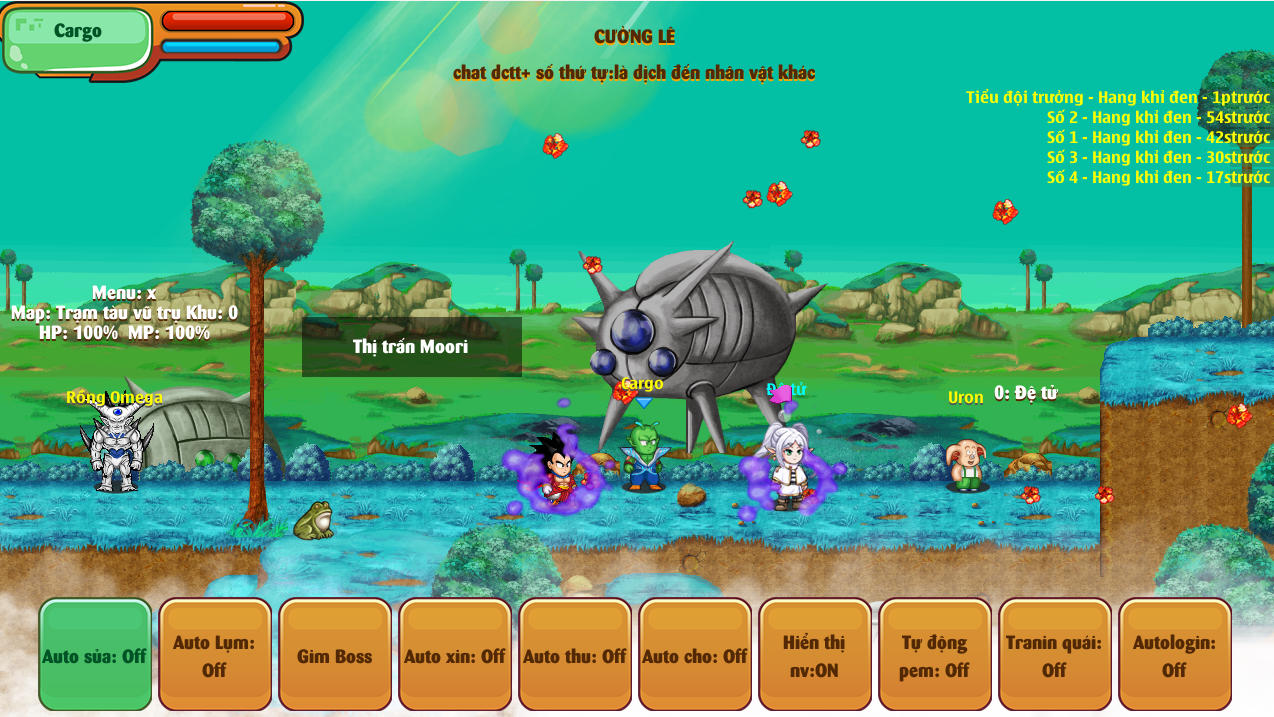 Cargo
CƯỜNG LÊ
chat dctt+ số thứ tự:là dịch đến nhân vật khác
Tiểu đội trưởng - Hang khỉ đen - 1ptrước
Số 2 - Hang khỉ đen - 54strước
Số 1 - Hang khỉ đen - 42strước
Số 3 - Hang khỉ đen - 30strước
Số 4 - Hang khỉ đen - 17strước
Menu: x
Map: Trạm tàu vũ trụ Khu: 0
HP: 100% MP: 100%
Thị trấn Moori
Rồng Omega
Cargo
Đệ tử
Uron
0: Đệ tử
Auto sủa: Off
Auto Lụm:
Off
Gim Boss
Auto xin: Off
Auto thu: Off
Auto cho: Off
Hiển thị
nv:ON
Tự động
pem: Off
Tranin quái:
Off
Autologin:
Off